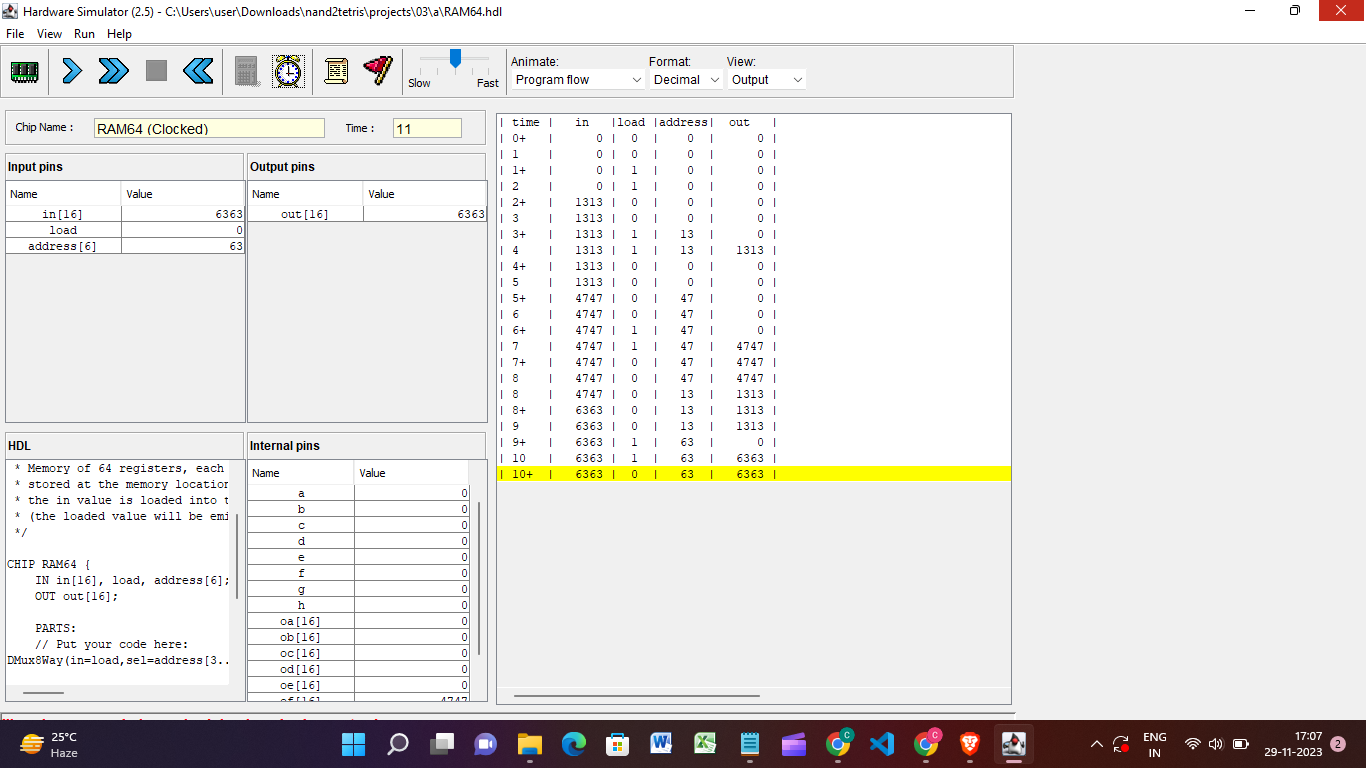 Hardware Simulator (2.5) - C:\Users\user\Downloads\nand2tetris\projects\03\a\RAM64.hdl
File View Run Help
Slow Fast
Animate: Format: View:
Program flow Decimal Output
Chip Name : RAM64 (Clocked) Time : 11
Input pins
Name Value
in[16] 6363
load 0
address[6] 63
Output pins
Name Value
out[16] 6363
HDL
* Memory of 64 registers, each
* stored at the memory location
* the in value is loaded into t
* (the loaded value will be emi
*/
CHIP RAM64 {
IN in[16], load, address[6];
OUT out[16];
PARTS:
// Put your code here:
DMux8Way(in=load,sel=address[3..
Internal pins
Name Value
a 0
b 0
c 0
d 0
e 0
f 0
g 0
h 0
oa[16] 0
ob[16] 0
oc[16] 0
od[16] 0
oe[16] 0
of[16] 4747
| time | in |load |address| out |
| 0+ | 0 | 0 | 0 | 0 |
| 1 | 0 | 0 | 0 | 0 |
| 1+ | 0 | 1 | 0 | 0 |
| 2 | 0 | 1 | 0 | 0 |
| 2+ | 1313 | 0 | 0 | 0 |
| 3 | 1313 | 0 | 0 | 0 |
| 3+ | 1313 | 1 | 13 | 0 |
| 4 | 1313 | 1 | 13 | 1313 |
| 4+ | 1313 | 0 | 0 | 0 |
| 5 | 1313 | 0 | 0 | 0 |
| 5+ | 4747 | 0 | 47 | 0 |
| 6 | 4747 | 0 | 47 | 0 |
| 6+ | 4747 | 1 | 47 | 0 |
| 7 | 4747 | 1 | 47 | 4747 |
| 7+ | 4747 | 0 | 47 | 4747 |
| 8 | 4747 | 0 | 47 | 4747 |
| 8 | 4747 | 0 | 13 | 1313 |
| 8+ | 6363 | 0 | 13 | 1313 |
| 9 | 6363 | 0 | 13 | 1313 |
| 9+ | 6363 | 1 | 63 | 0 |
| 10 | 6363 | 1 | 63 | 6363 |
| 10+ | 6363 | 0 | 63 | 6363 |
25°C
Haze
ENG
IN
17:07
29-11-2023
2